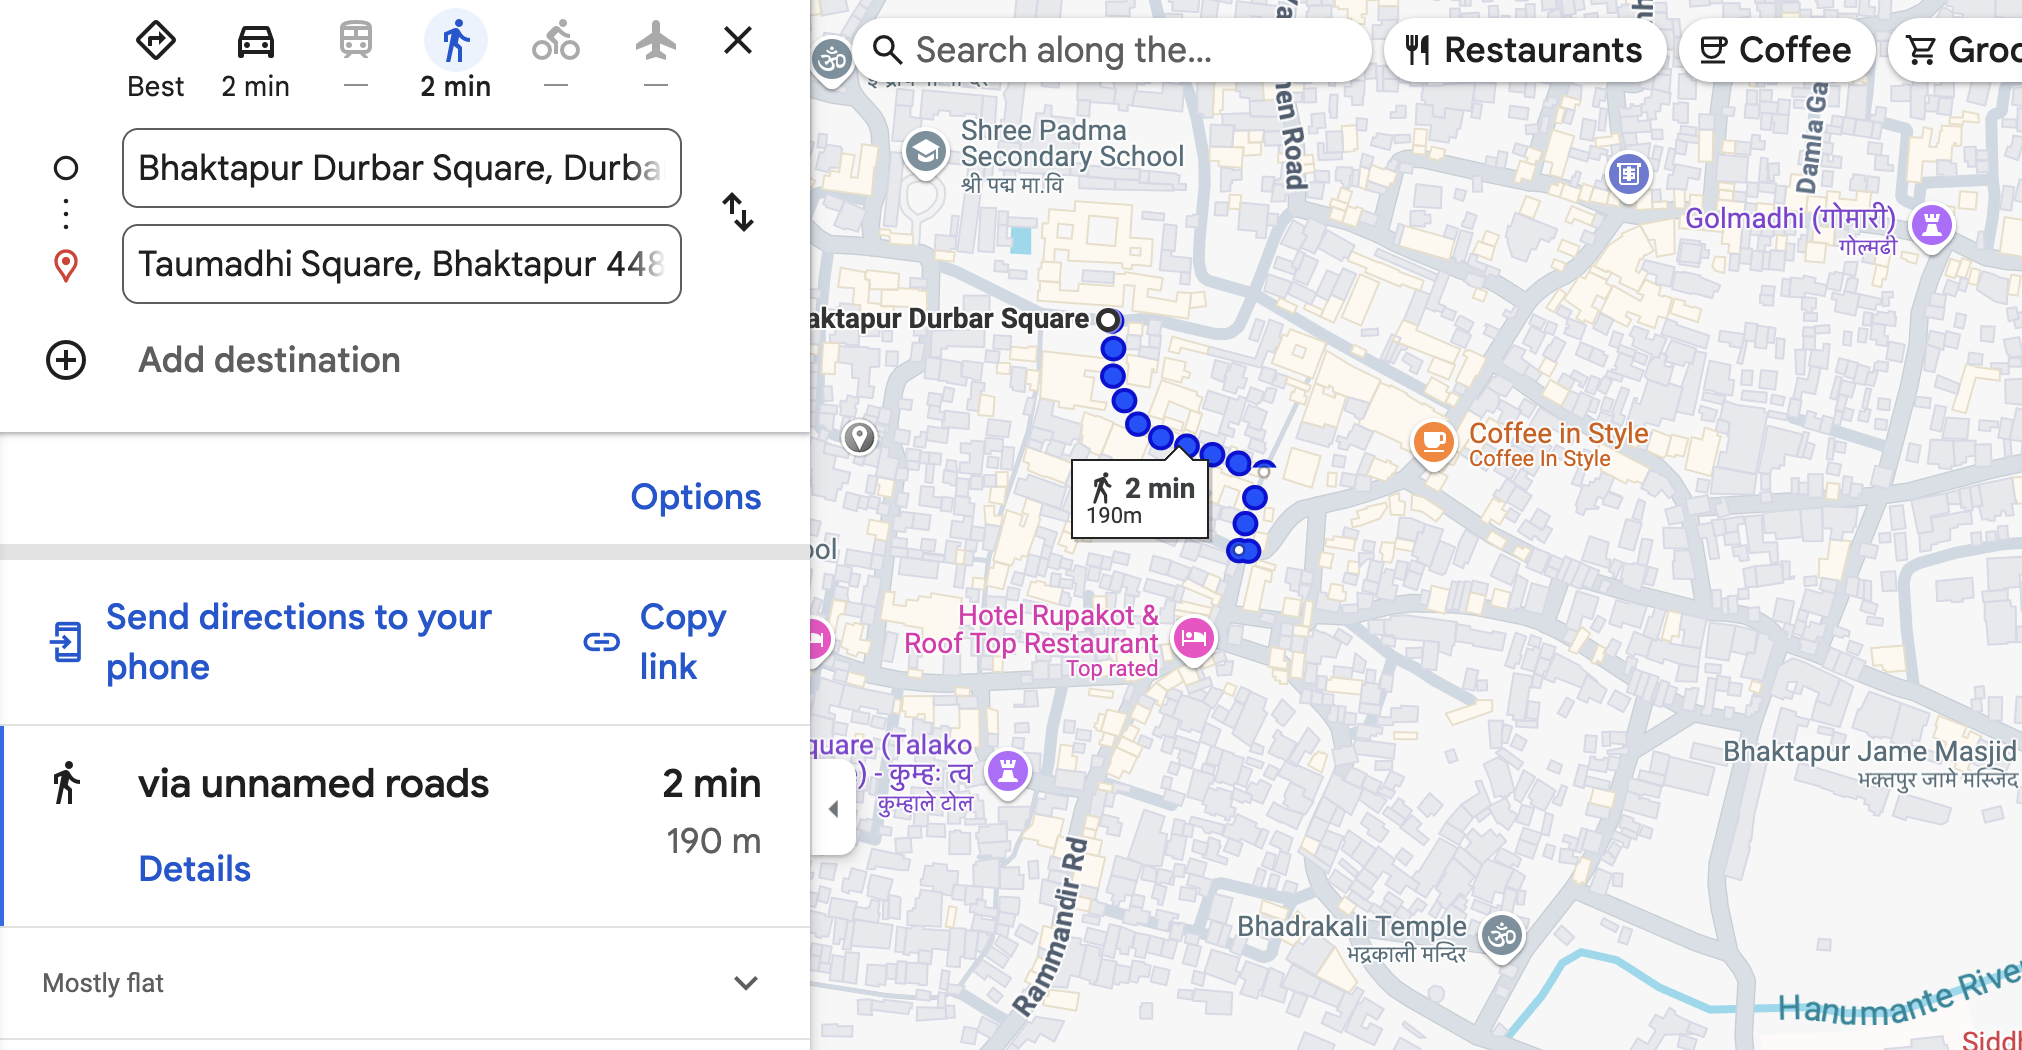 Best
2 min
—
2 min
—
—
Bhaktapur Durbar Square, Durba
Taumadhi Square, Bhaktapur 448
Add destination
Options
Send directions to your
phone
Copy
link
via unnamed roads
2 min
190 m
Details
Mostly flat
Search along the...
Restaurants
Coffee
Groc
Shree Padma
Secondary School
श्री पद्म मा.वि
hen Road
Damla Ga
Golmadhi (गोमारी)
गोल्मढी
aktapur Durbar Square
Coffee in Style
Coffee In Style
2 min
190m
ool
Hotel Rupakot &
Roof Top Restaurant
Top rated
quare (Talako
e) - कुम्हः त्व
कुम्हाले टोल
Bhaktapur Jame Masjid
भक्तपुर जामे मस्जिद
Rammandir Rd
Bhadrakali Temple
भद्रकाली मन्दिर
Hanumante River
Siddh